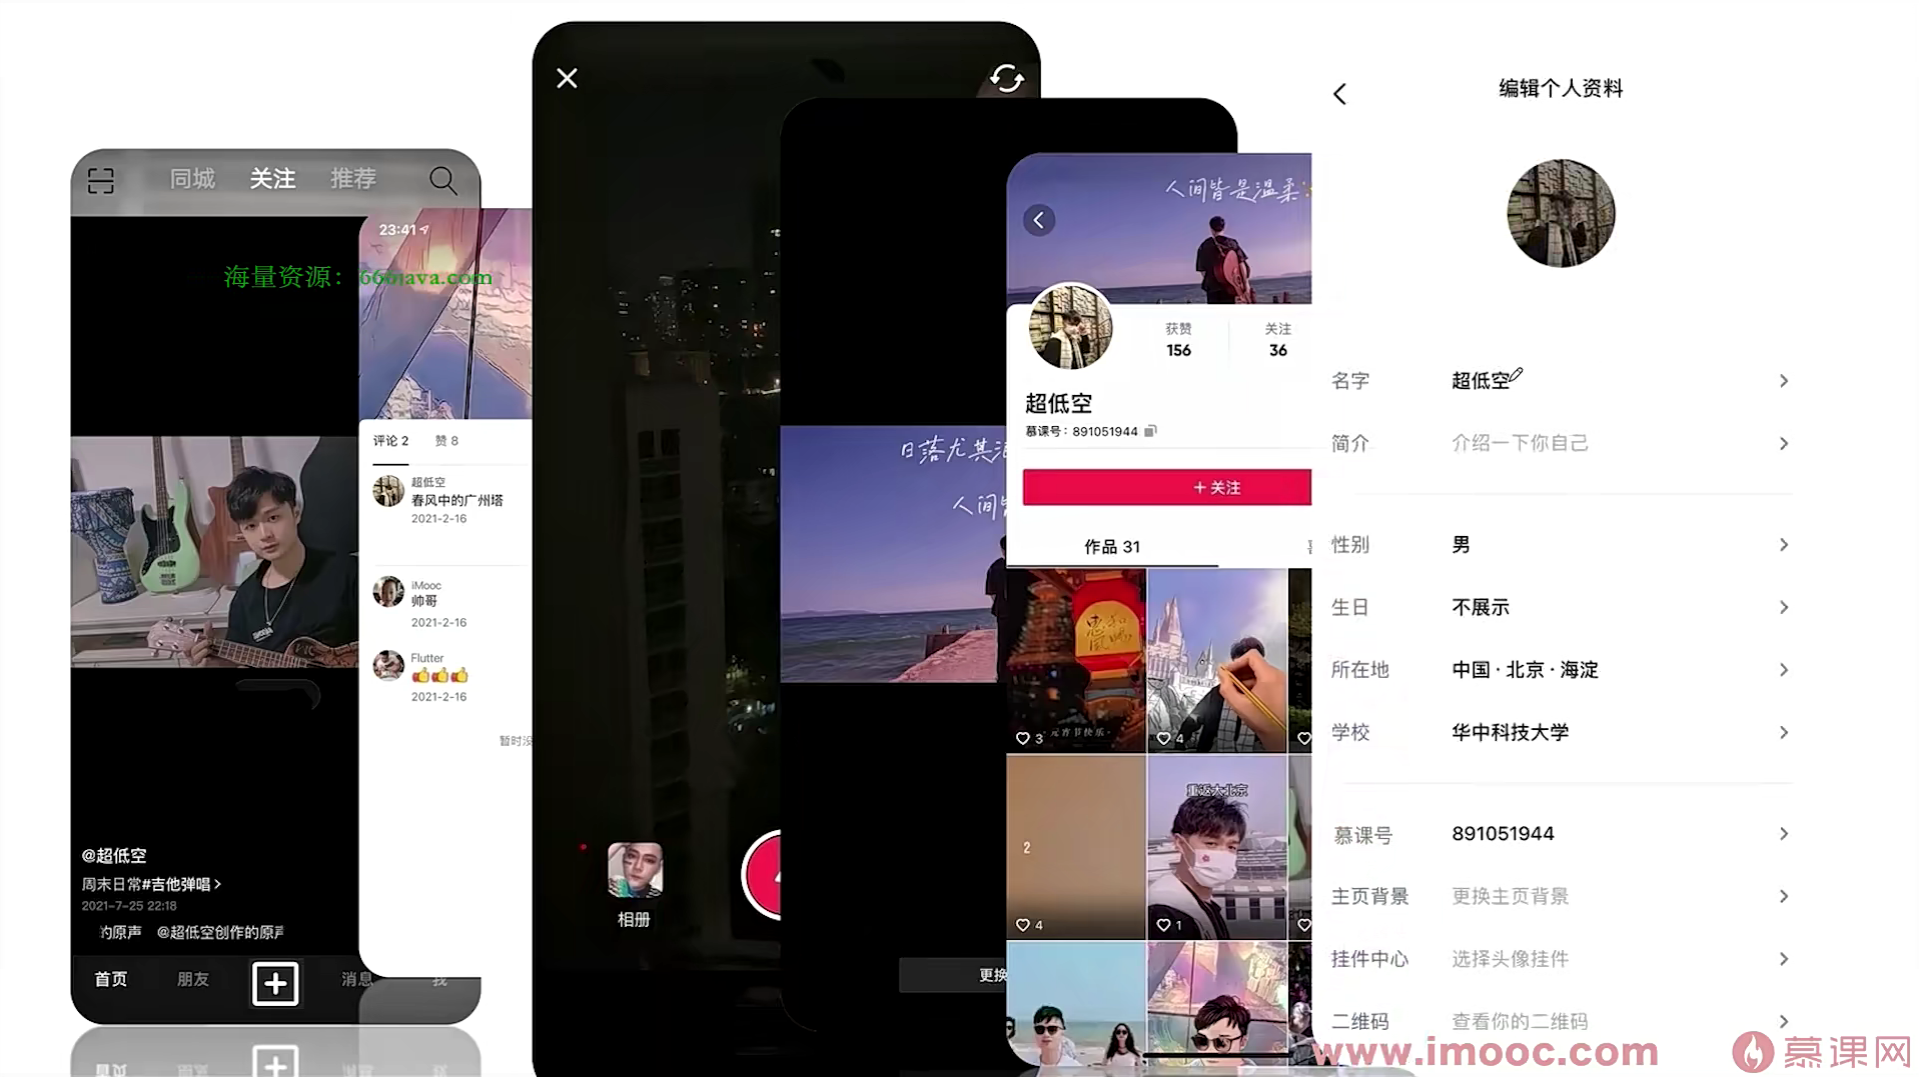 同城 关注 推荐
海量资源：666java.com
@超低空
周末日常#吉他弹唱
2021-7-25 22:18
的原声 @超低空创作的原声
首页 朋友 消息 我
23:41
评论 2 赞 8
超低空
春风中的广州塔
2021-2-16
iMooc
帅哥
2021-2-16
Flutter
👍👍👍
2021-2-16
暂时没
相册
日落尤其
人间
更换
人间皆是温柔
获赞 关注
156 36
超低空
慕课号：891051944
+ 关注
作品 31
元宵节快乐
3
4
2
重返大北京
4
1
编辑个人资料
名字 超低空
简介 介绍一下你自己
性别 男
生日 不展示
所在地 中国 · 北京 · 海淀
学校 华中科技大学
慕课号 891051944
主页背景 更换主页背景
挂件中心 选择头像挂件
二维码 查看你的二维码
www.imooc.com
慕课网